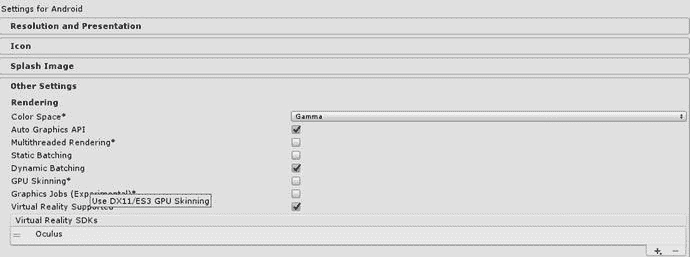 Settings for Android
Resolution and Presentation
Icon
Splash Image
Other Settings
Rendering
Color Space* Gamma
Auto Graphics API
Multithreaded Rendering*
Static Batching
Dynamic Batching
GPU Skinning*
Graphics Jobs (Experimental)*
Use DX11/ES3 GPU Skinning
Virtual Reality Supported
Virtual Reality SDKs
Oculus